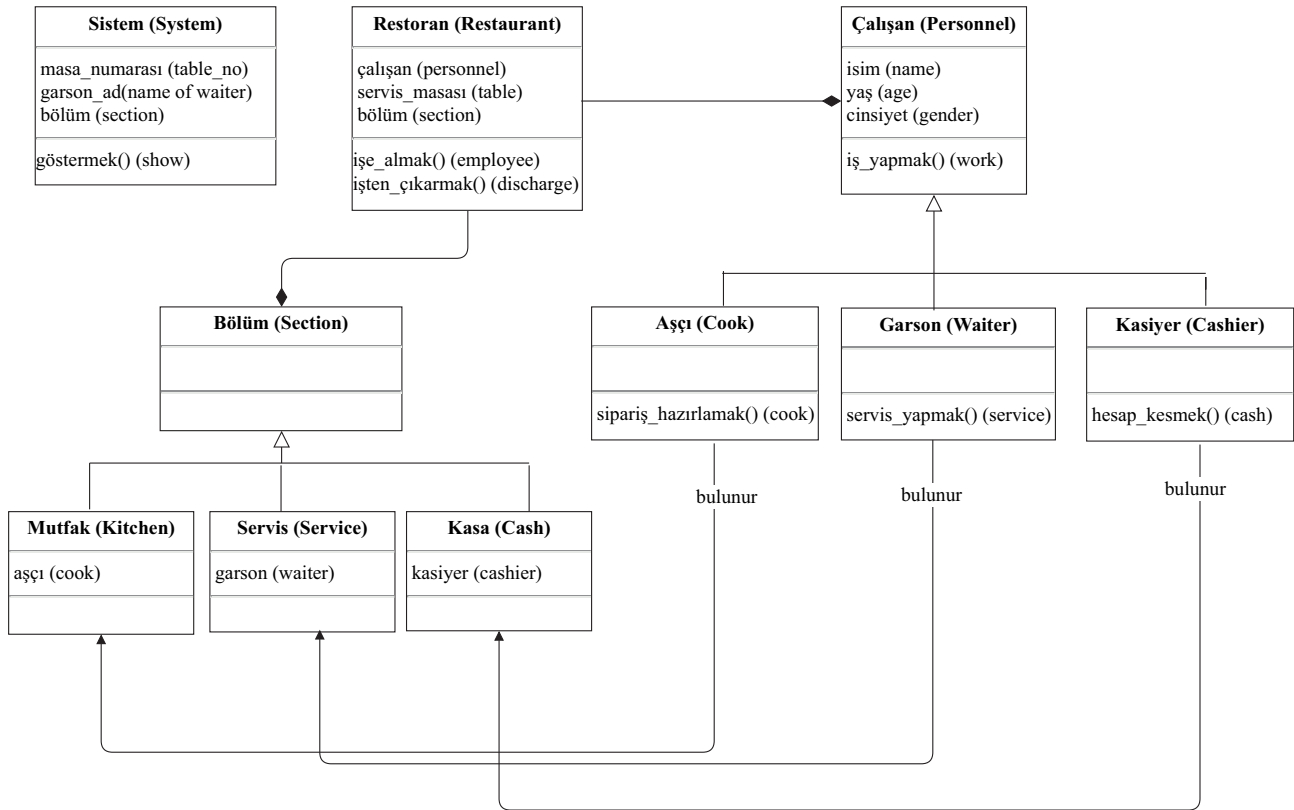 Sistem (System)
masa_numarası (table_no)
garson_ad(name of waiter)
bölüm (section)
göstermek() (show)
Restoran (Restaurant)
çalışan (personnel)
servis_masası (table)
bölüm (section)
işe_almak() (employee)
işten_çıkarmak() (discharge)
Çalışan (Personnel)
isim (name)
yaş (age)
cinsiyet (gender)
iş_yapmak() (work)
Bölüm (Section)
Aşçı (Cook)
sipariş_hazırlamak() (cook)
Garson (Waiter)
servis_yapmak() (service)
Kasiyer (Cashier)
hesap_kesmek() (cash)
bulunur
bulunur
bulunur
Mutfak (Kitchen)
aşçı (cook)
Servis (Service)
garson (waiter)
Kasa (Cash)
kasiyer (cashier)